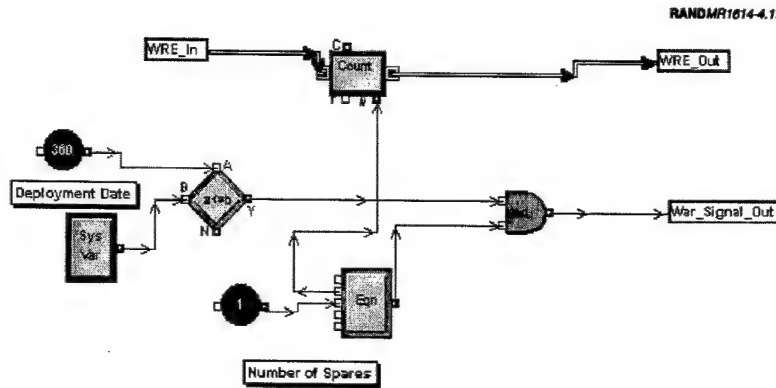 RANDMR1614-4.1
WRE_In
C
Count
#
WRE_Out
360
A
Deployment Date
B
a<=b
Y
N
War_Signal_Out
Sys
Var
1
Eqn
Number of Spares